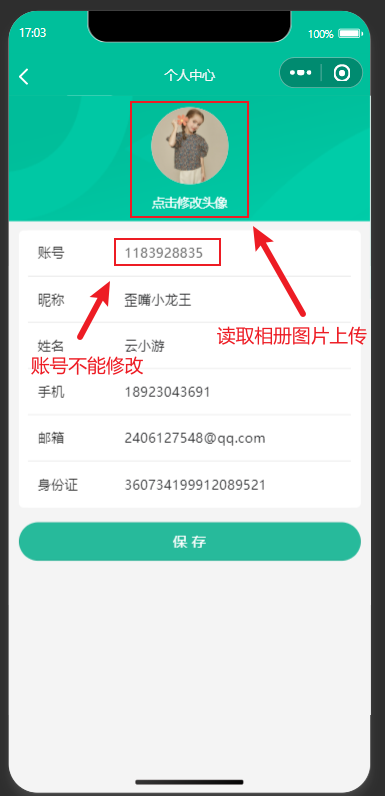 17:03
100%
个人中心
点击修改头像
账号 1183928835
昵称 歪嘴小龙王
姓名 云小游
读取相册图片上传
账号不能修改
手机 18923043691
邮箱 2406127548@qq.com
身份证 360734199912089521
保存